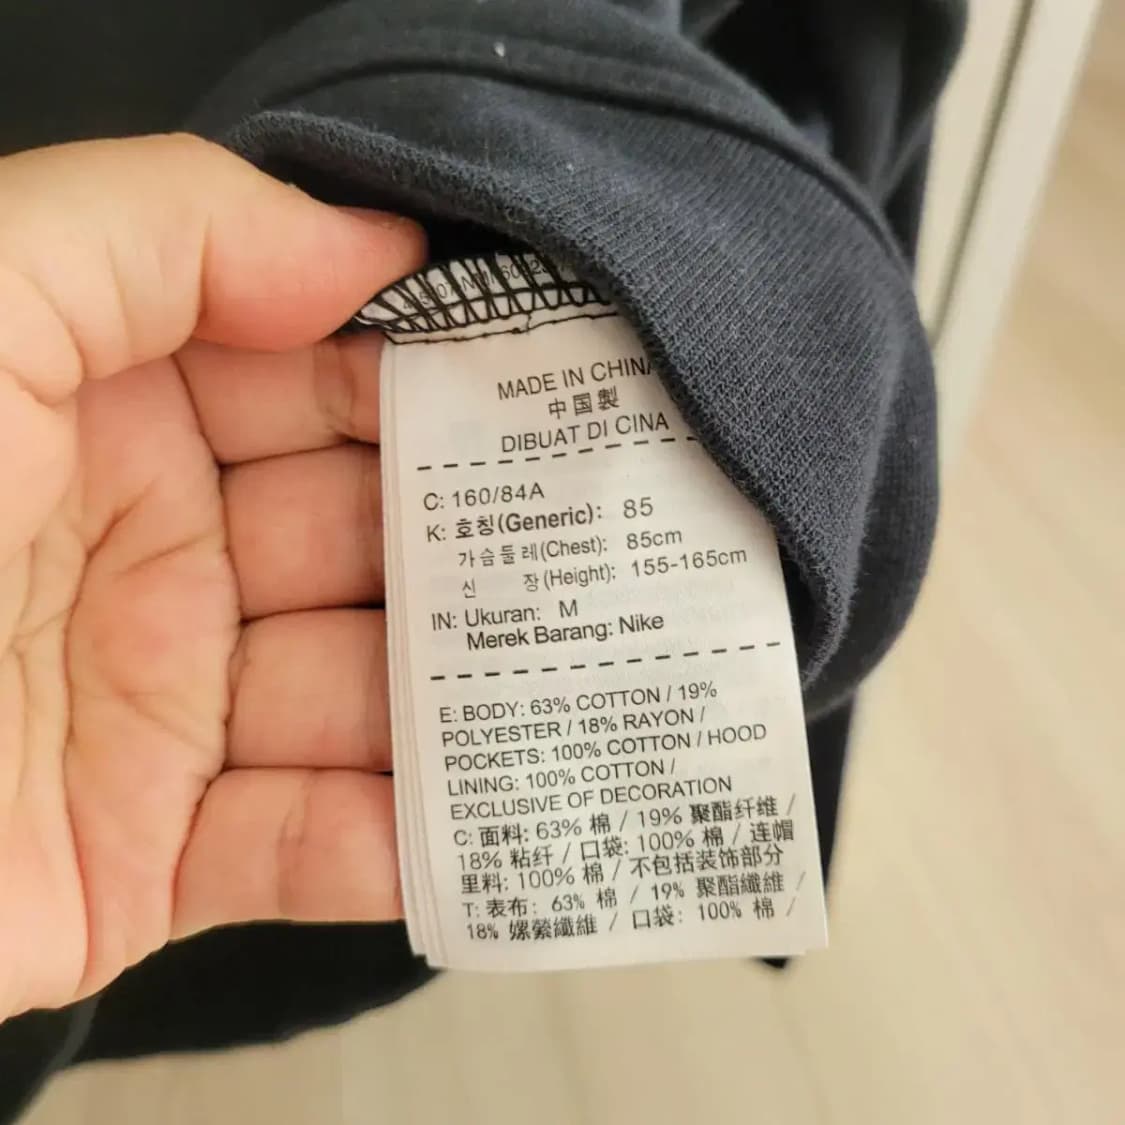 MADE IN CHINA
中国製
DIBUAT DI CINA
C: 160/84A
K: 호칭(Generic): 85
가슴둘레(Chest): 85cm
신 장(Height): 155-165cm
IN: Ukuran: M
Merek Barang: Nike
E: BODY: 63% COTTON / 19%
POLYESTER / 18% RAYON /
POCKETS: 100% COTTON / HOOD
LINING: 100% COTTON /
EXCLUSIVE OF DECORATION
C: 面料: 63% 棉 / 19% 聚酯纤维 /
18% 粘纤 / 口袋: 100% 棉 / 连帽
里料: 100% 棉 / 不包括装饰部分
T: 表布: 63% 棉 / 19% 聚酯纖維 /
18% 嫘縈纖維 / 口袋: 100% 棉 /